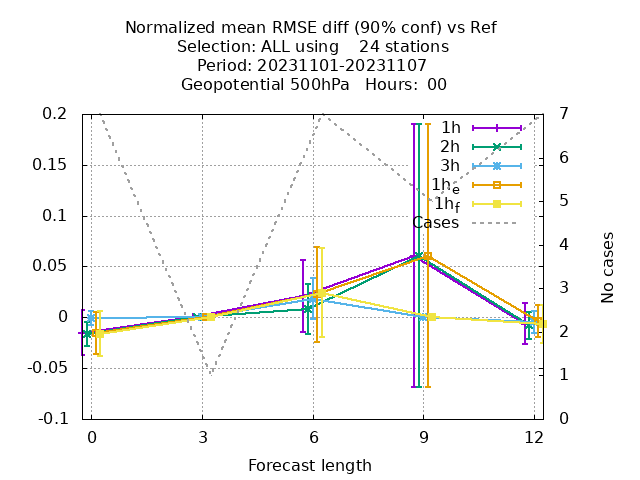 Normalized mean RMSE diff (90% conf) vs Ref
Selection: ALL using    24 stations
Period: 20231101-20231107
Geopotential 500hPa   Hours:  00
0.2
0.15
0.1
0.05
0
-0.05
-0.1
7
6
5
4
3
2
1
0
1h
2h
3h
1he
1hf
Cases
0 3 6 9 12
Forecast length
No cases